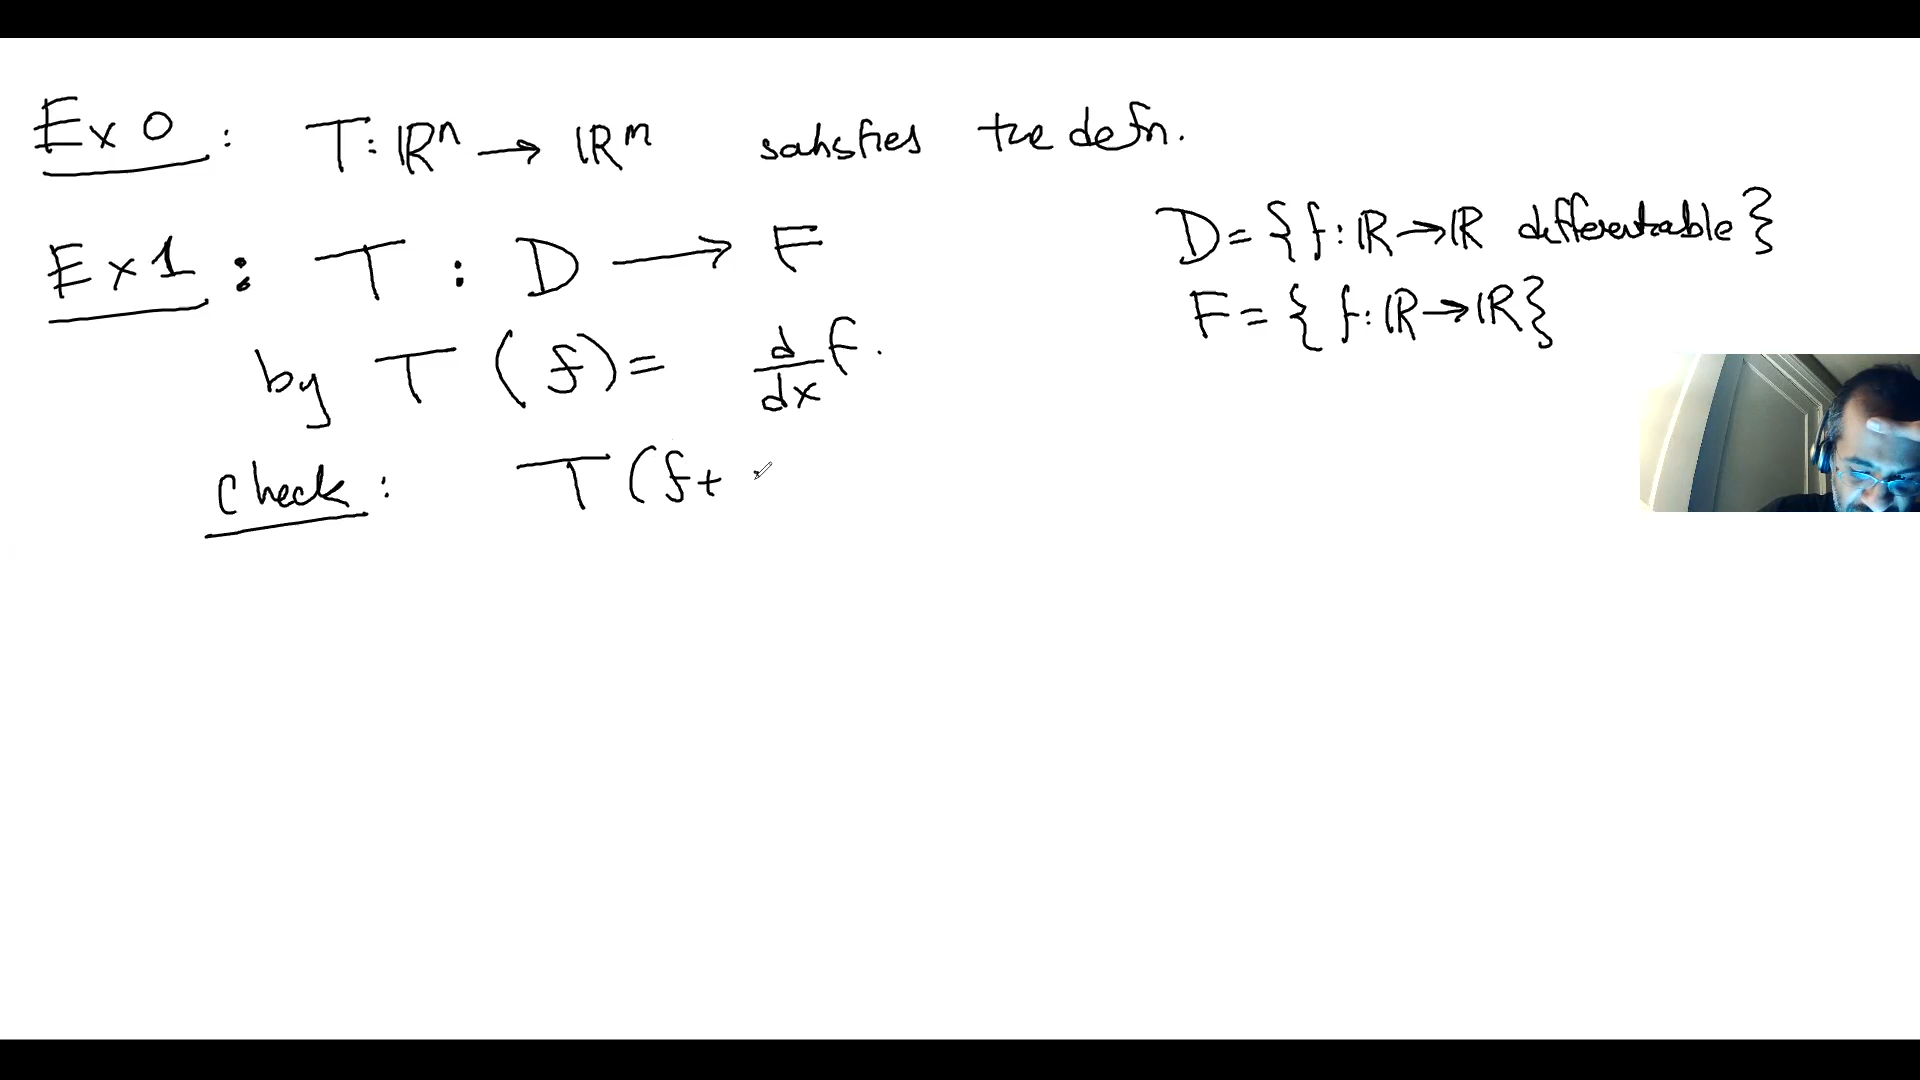 Ex 0 : T: ℝⁿ → ℝᵐ satisfies the defn.
Ex 1 : T : D → F
D = {f: ℝ → ℝ differentiable}
F = { f: ℝ → ℝ}
by T (f) = d/dx f.
Check : T (f+